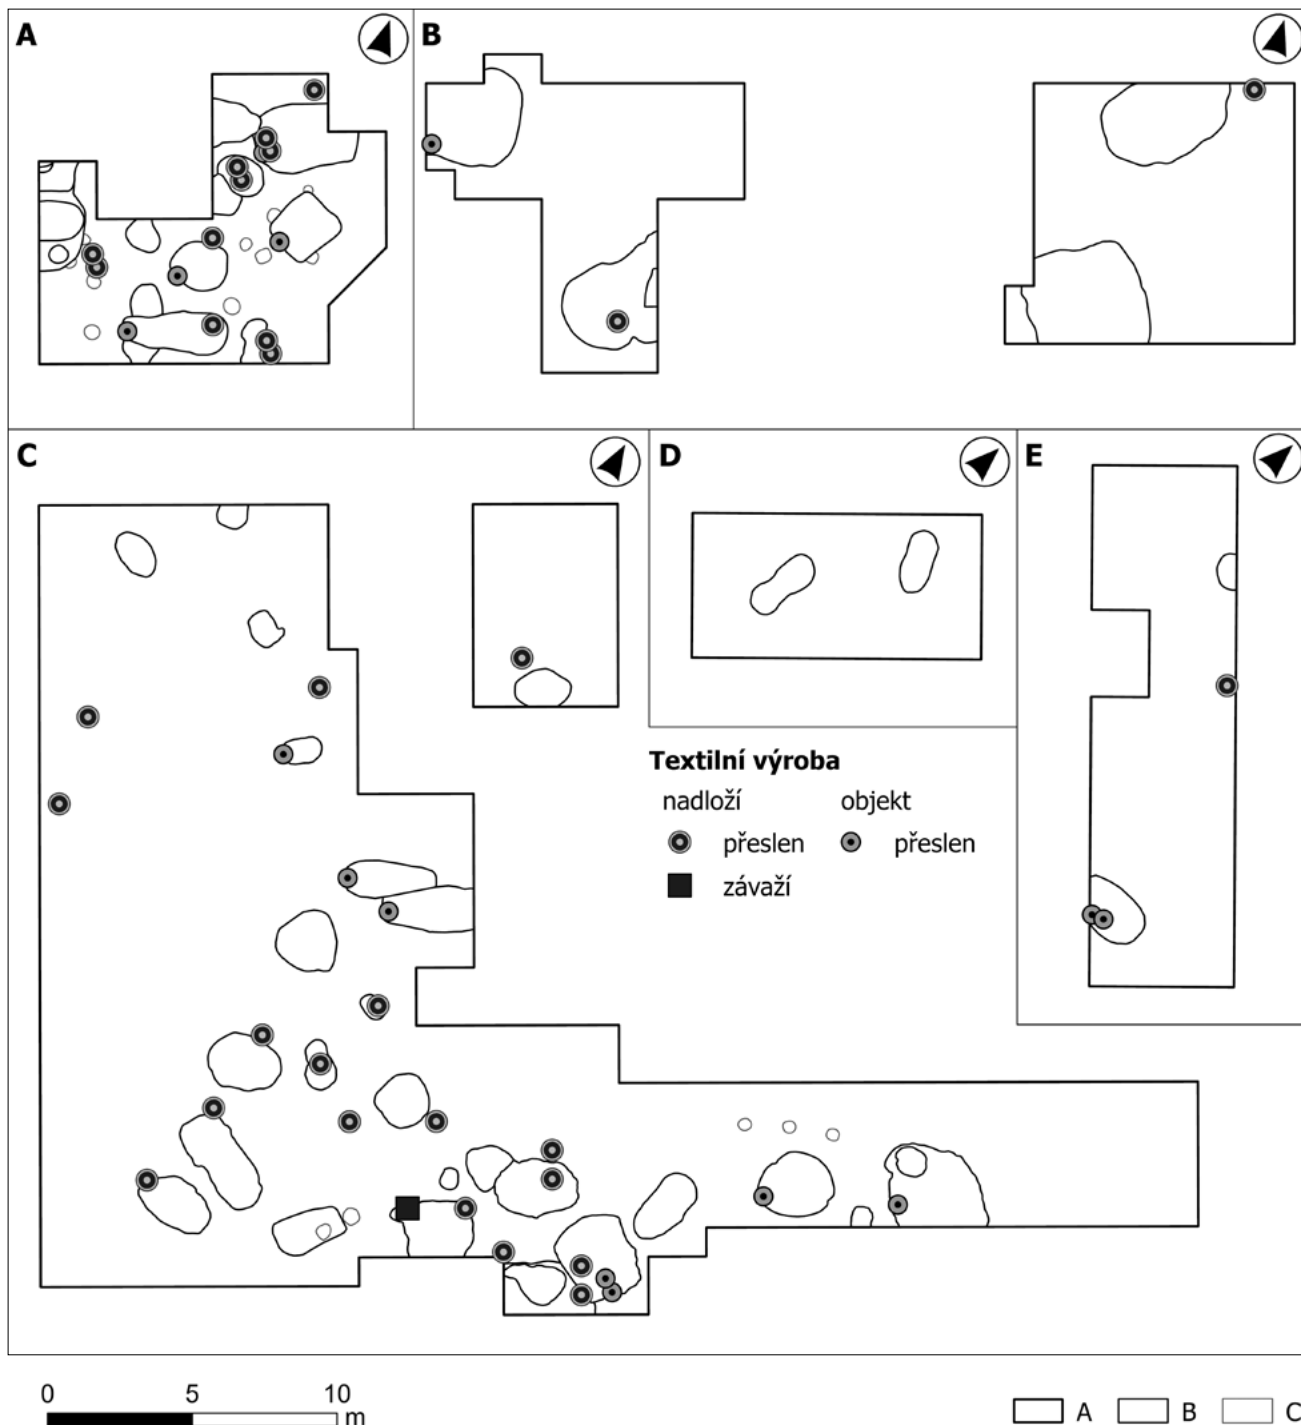 A
B
C
D
E
Textilní výroba
nadloží objekt
přeslen přeslen
závaží
0 5 10
m
A B C